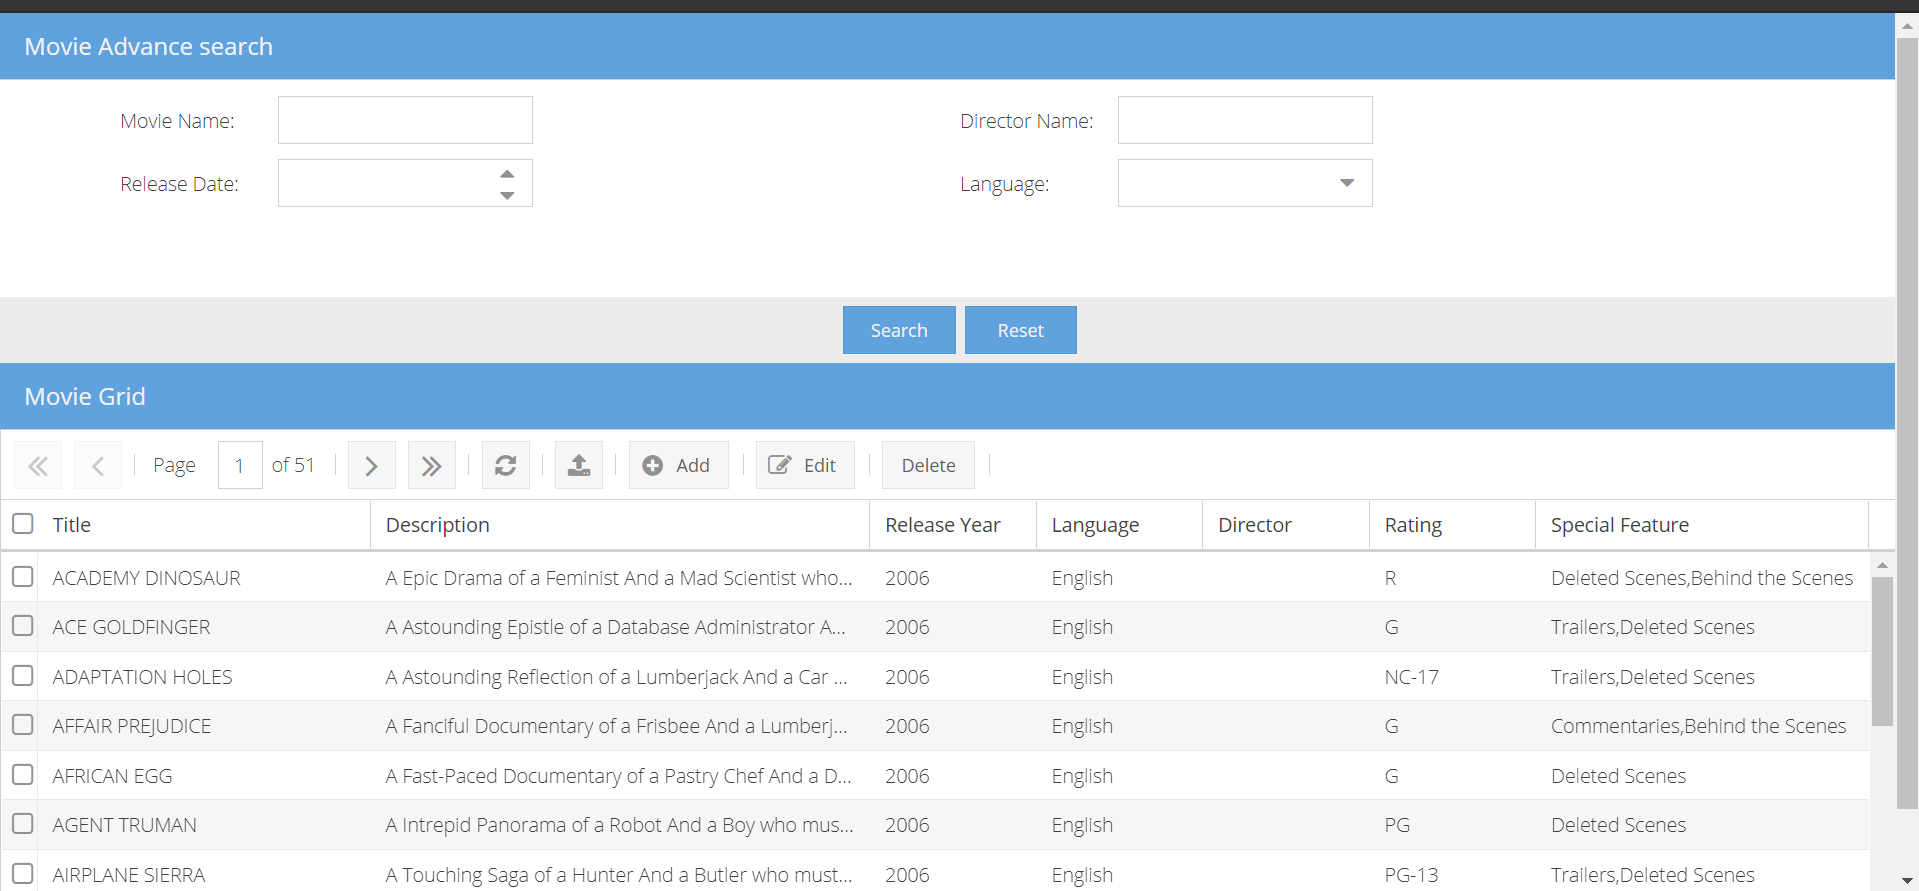 Movie Advance search
Movie Name: Director Name:
Release Date: Language:
Search Reset
Movie Grid
Page 1 of 51 Add Edit Delete
Title Description Release Year Language Director Rating Special Feature
ACADEMY DINOSAUR A Epic Drama of a Feminist And a Mad Scientist who... 2006 English R Deleted Scenes,Behind the Scenes
ACE GOLDFINGER A Astounding Epistle of a Database Administrator A... 2006 English G Trailers,Deleted Scenes
ADAPTATION HOLES A Astounding Reflection of a Lumberjack And a Car ... 2006 English NC-17 Trailers,Deleted Scenes
AFFAIR PREJUDICE A Fanciful Documentary of a Frisbee And a Lumberj... 2006 English G Commentaries,Behind the Scenes
AFRICAN EGG A Fast-Paced Documentary of a Pastry Chef And a D... 2006 English G Deleted Scenes
AGENT TRUMAN A Intrepid Panorama of a Robot And a Boy who mus... 2006 English PG Deleted Scenes
AIRPLANE SIERRA A Touching Saga of a Hunter And a Butler who must... 2006 English PG-13 Trailers,Deleted Scenes